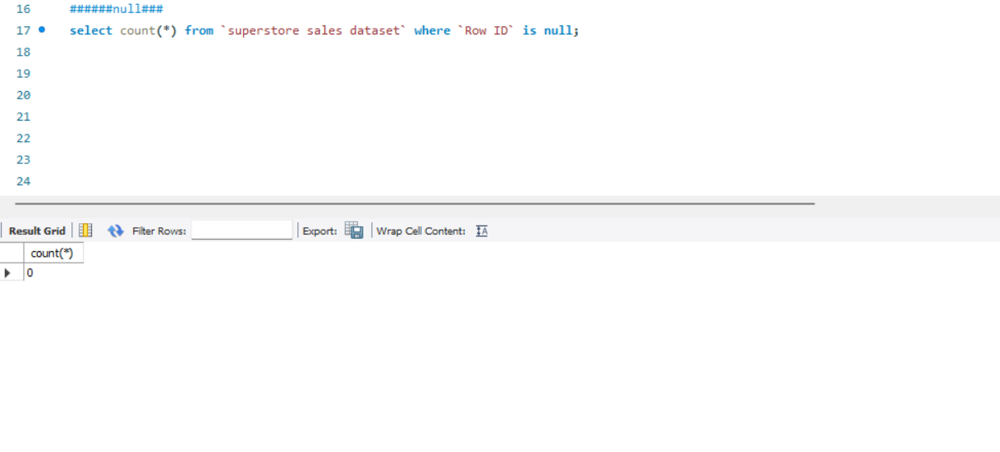 16 ######null###
17 select count(*) from `superstore sales dataset` where `Row ID` is null;
18
19
20
21
22
23
24
Result Grid Filter Rows: Export: Wrap Cell Content: IA
count(*)
0